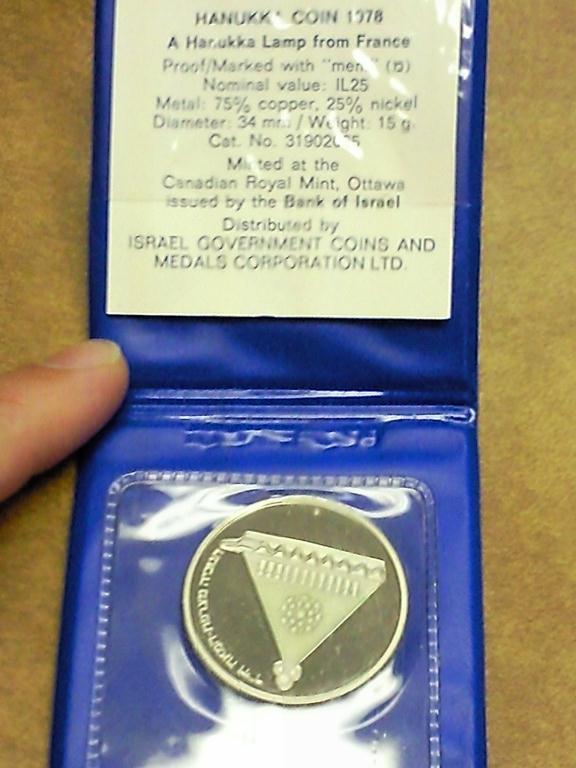 HANUKKA COIN 1978
A Hanukka Lamp from France
Proof/Marked with "mem" (מ)
Nominal value: IL25
Metal: 75% copper, 25% nickel
Diameter: 34 mm / Weight: 15 g.
Cat. No.
Minted at the
Canadian Royal Mint, Ottawa
issued by the Bank of Israel
Distributed by
ISRAEL GOVERNMENT COINS AND
MEDALS CORPORATION LTD.